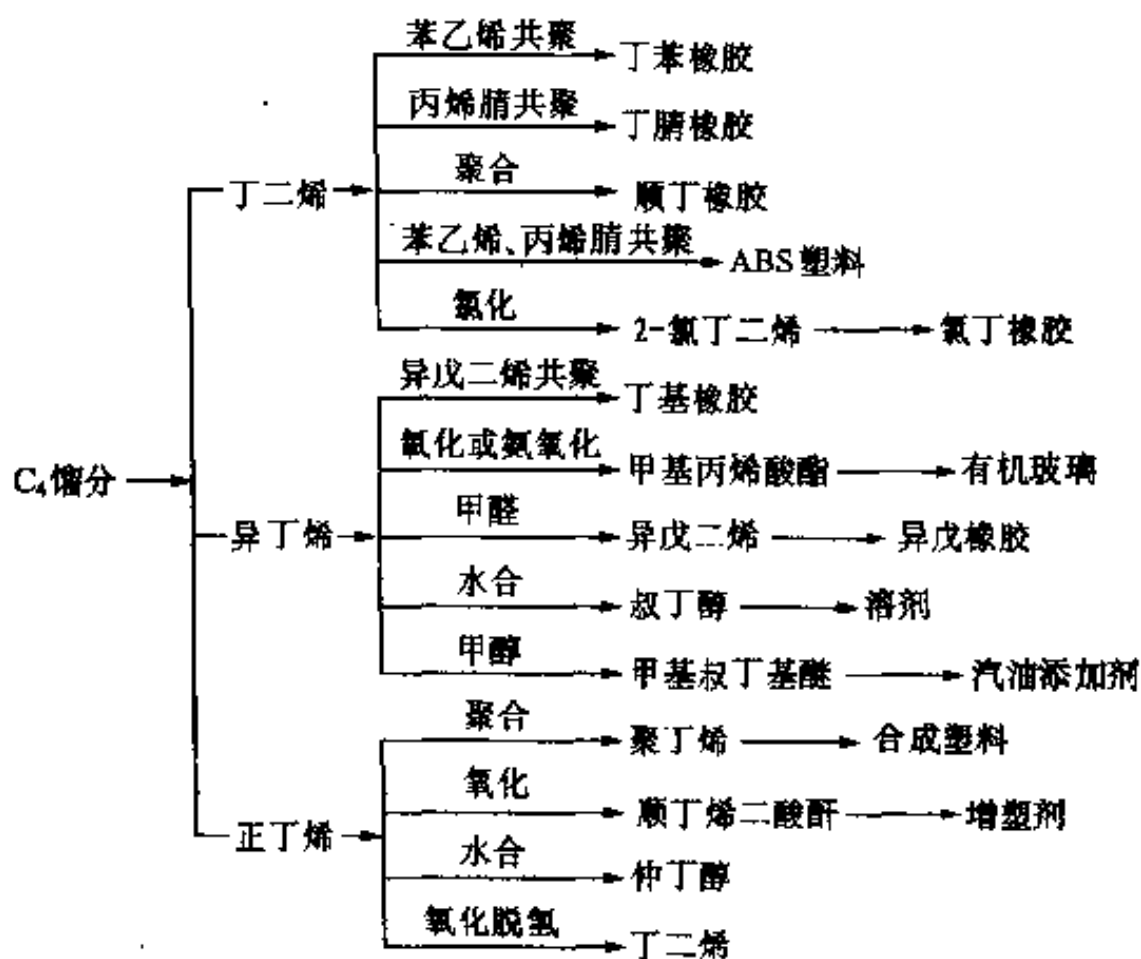 苯乙烯共聚
丁苯橡胶
丙烯腈共聚
丁腈橡胶
聚合
丁二烯
顺丁橡胶
苯乙烯、丙烯腈共聚
ABS塑料
氯化
2-氯丁二烯
氯丁橡胶
异戊二烯共聚
丁基橡胶
氧化或氨氧化
甲基丙烯酸酯
有机玻璃
C₄馏分
甲醛
异丁烯
异戊二烯
异戊橡胶
水合
叔丁醇
溶剂
甲醇
甲基叔丁基醚
汽油添加剂
聚合
聚丁烯
合成塑料
氧化
顺丁烯二酸酐
增塑剂
正丁烯
水合
仲丁醇
氧化脱氢
丁二烯